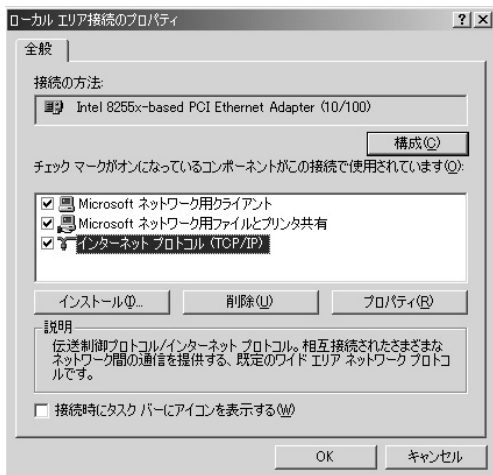 ローカル エリア接続のプロパティ
全般
接続の方法:
Intel 8255x-based PCI Ethernet Adapter (10/100)
構成(C)
チェック マークがオンになっているコンポーネントがこの接続で使用されています(O):
Microsoft ネットワーク用クライアント
Microsoft ネットワーク用ファイルとプリンタ共有
インターネット プロトコル (TCP/IP)
インストール(I)... 削除(U) プロパティ(R)
説明
伝送制御プロトコル/インターネット プロトコル。相互接続されたさまざまな
ネットワーク間の通信を提供する、既定のワイド エリア ネットワーク プロトコ
ルです。
接続時にタスク バーにアイコンを表示する(W)
OK キャンセル